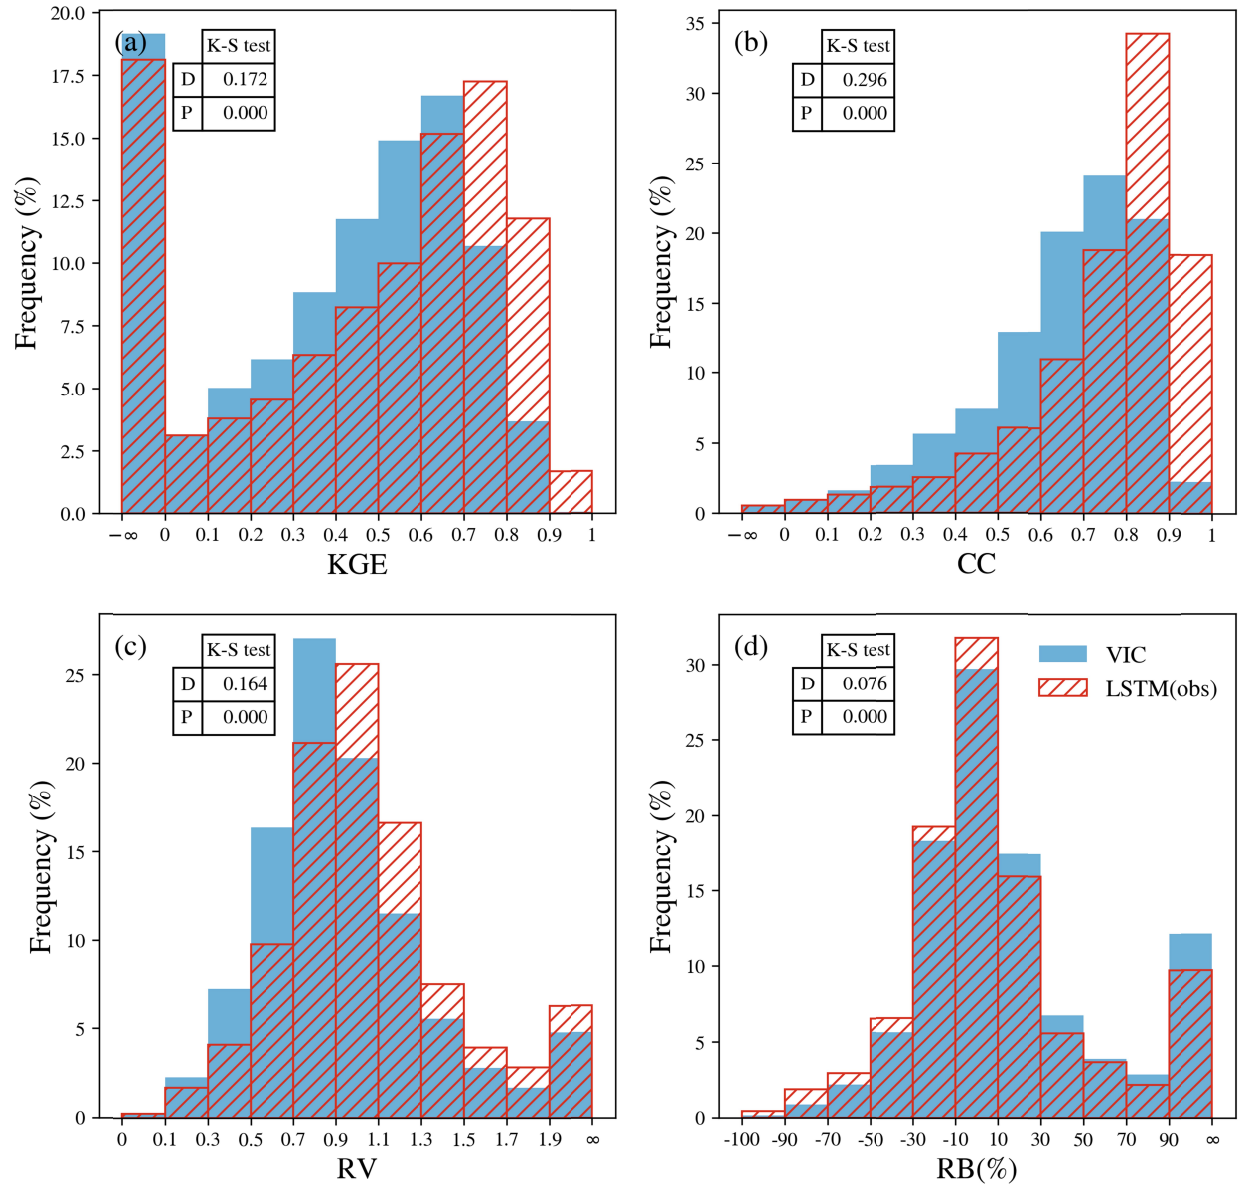 (a)
K-S test
D 0.172
P 0.000
Frequency (%)
20.0
17.5
15.0
12.5
10.0
7.5
5.0
2.5
0.0
−∞ 0 0.1 0.2 0.3 0.4 0.5 0.6 0.7 0.8 0.9 1
KGE
(b)
K-S test
D 0.296
P 0.000
Frequency (%)
35
30
25
20
15
10
5
0
−∞ 0 0.1 0.2 0.3 0.4 0.5 0.6 0.7 0.8 0.9 1
CC
(c)
K-S test
D 0.164
P 0.000
Frequency (%)
25
20
15
10
5
0
0 0.1 0.3 0.5 0.7 0.9 1.1 1.3 1.5 1.7 1.9 ∞
RV
(d)
K-S test
D 0.076
P 0.000
VIC
LSTM(obs)
Frequency (%)
30
25
20
15
10
5
0
-100 -90 -70 -50 -30 -10 10 30 50 70 90 ∞
RB(%)